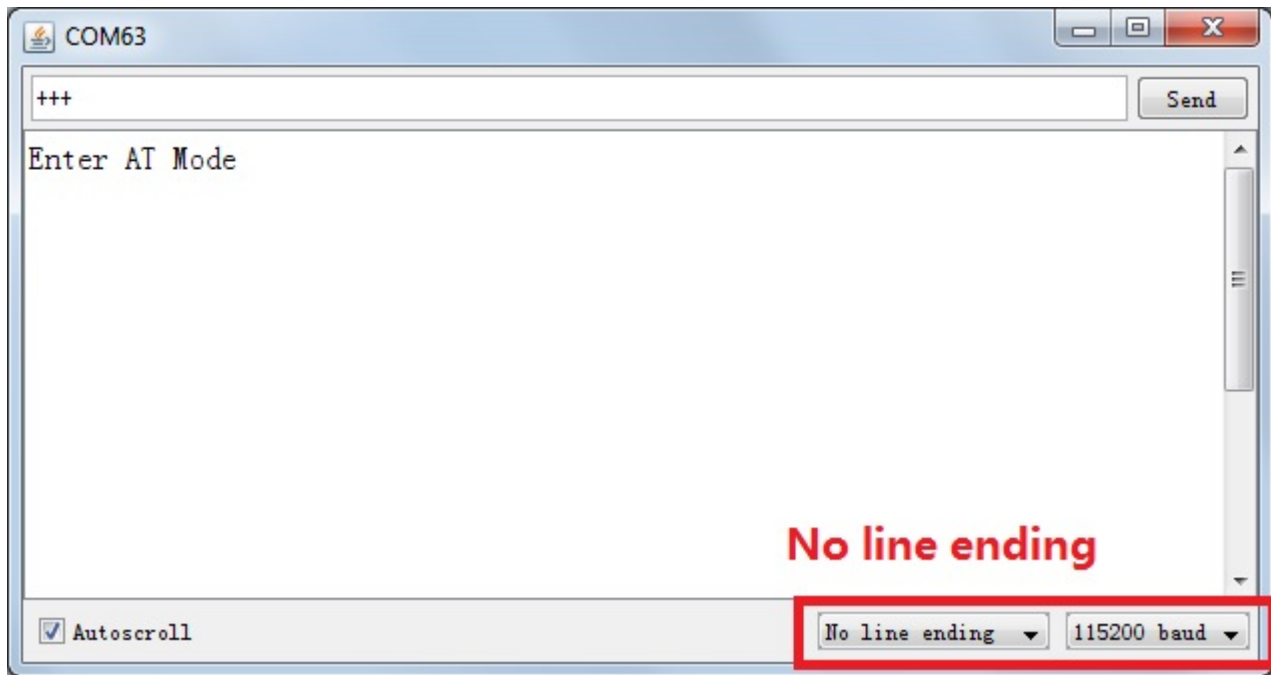 COM63
+++
Send
Enter AT Mode
No line ending
Autoscroll
No line ending
115200 baud